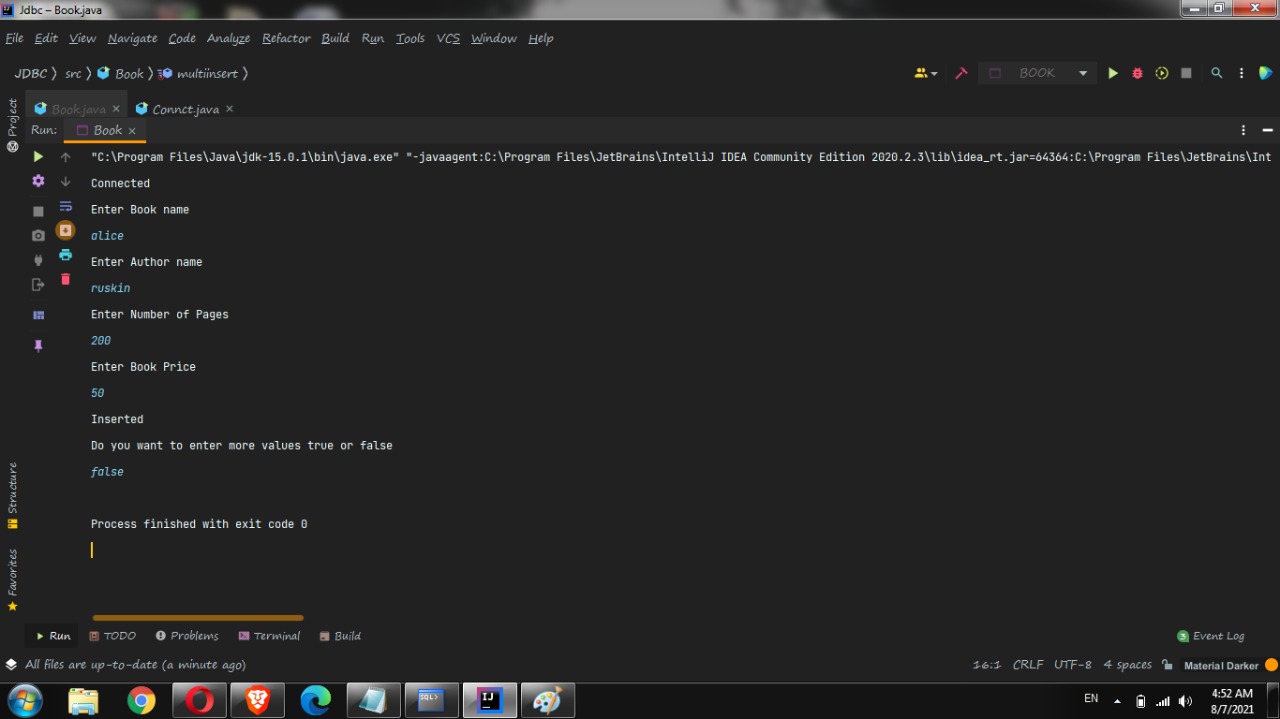 Jdbc – Book.java
File Edit View Navigate Code Analyze Refactor Build Run Tools VCS Window Help
JDBC src Book multiinsert
BOOK
Project
Book.java Connct.java
Run: Book
"C:\Program Files\Java\jdk-15.0.1\bin\java.exe" "-javaagent:C:\Program Files\JetBrains\IntelliJ IDEA Community Edition 2020.2.3\lib\idea_rt.jar=64364:C:\Program Files\JetBrains\Int
Connected
Enter Book name
alice
Enter Author name
ruskin
Enter Number of Pages
200
Enter Book Price
50
Inserted
Do you want to enter more values true or false
false
Process finished with exit code 0
Structure
Favorites
Run TODO Problems Terminal Build 3 Event Log
All files are up-to-date (a minute ago) 16:1 CRLF UTF-8 4 spaces Material Darker
SQL>
IJ
EN
4:52 AM
8/7/2021